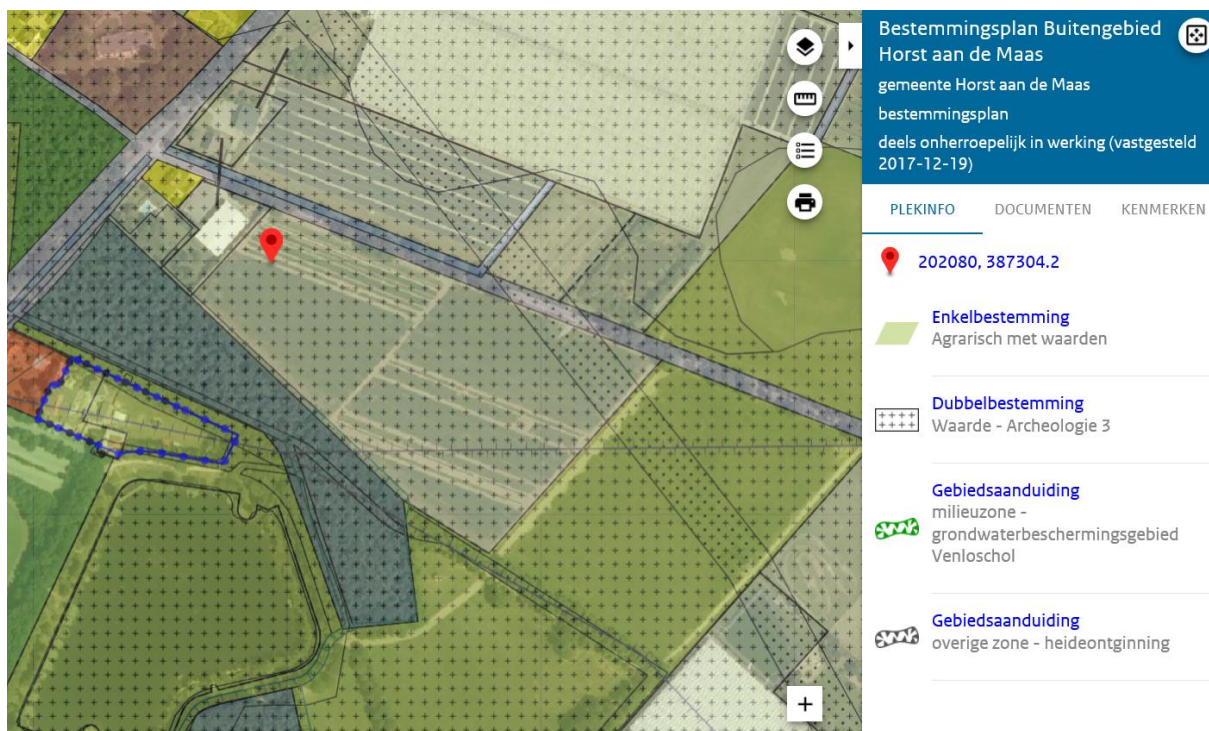 Bestemmingsplan Buitengebied
Horst aan de Maas
gemeente Horst aan de Maas
bestemmingsplan
deels onherroepelijk in werking (vastgesteld
2017-12-19)
PLEKINFO DOCUMENTEN KENMERKEN
202080, 387304.2
Enkelbestemming
Agrarisch met waarden
Dubbelbestemming
Waarde - Archeologie 3
Gebiedsaanduiding
milieuzone -
grondwaterbeschermingsgebied
Venloschol
Gebiedsaanduiding
overige zone - heideontginning